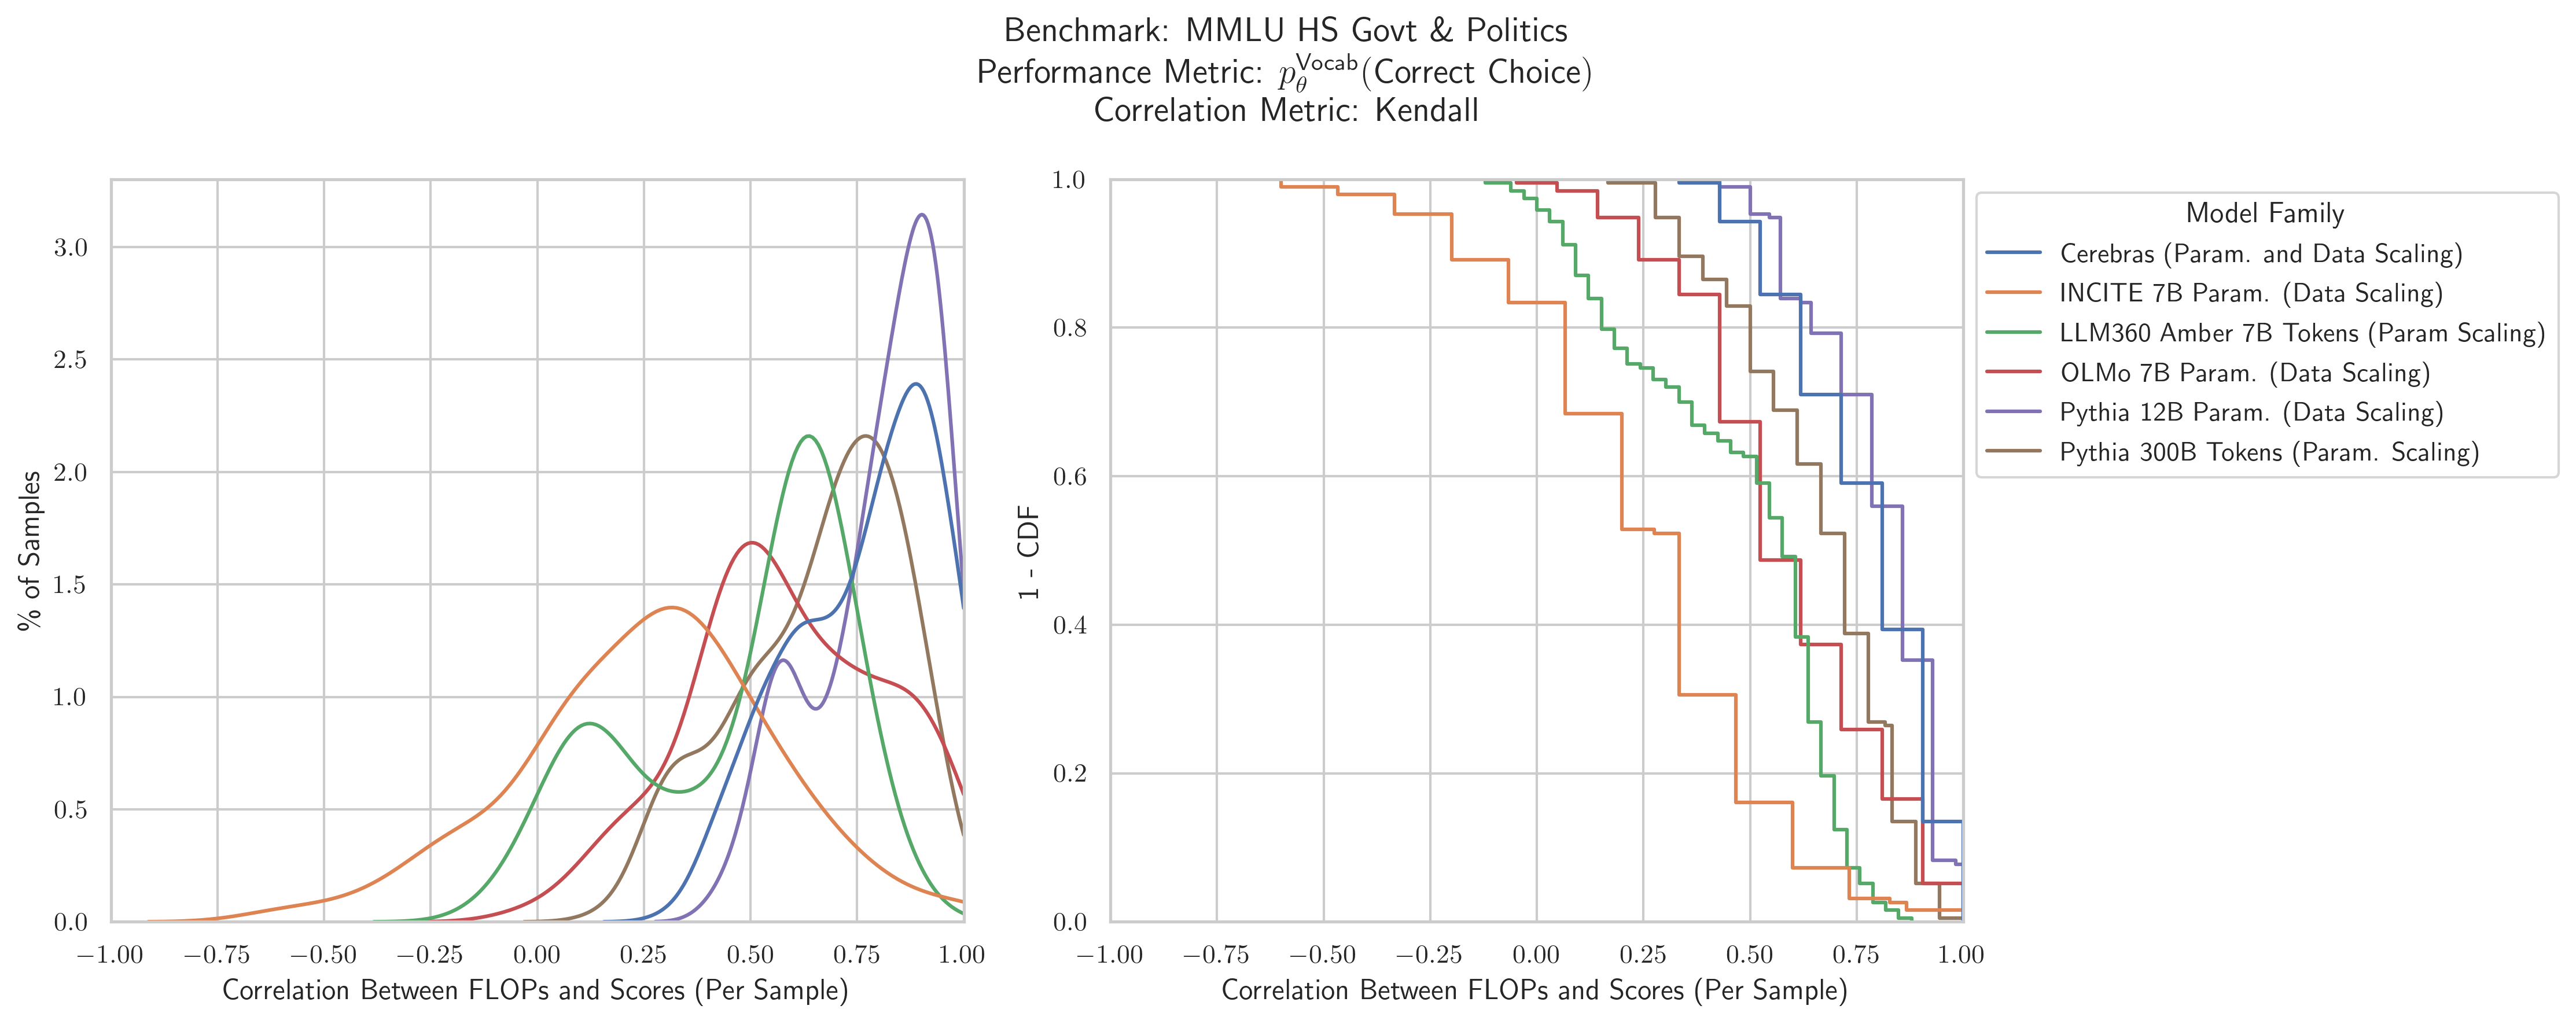 Benchmark: MMLU HS Govt & Politics
Performance Metric: p_θ^Vocab(Correct Choice)
Correlation Metric: Kendall
% of Samples
3.0
2.5
2.0
1.5
1.0
0.5
0.0
−1.00 −0.75 −0.50 −0.25 0.00 0.25 0.50 0.75 1.00
Correlation Between FLOPs and Scores (Per Sample)
1 - CDF
1.0
0.8
0.6
0.4
0.2
0.0
−1.00 −0.75 −0.50 −0.25 0.00 0.25 0.50 0.75 1.00
Correlation Between FLOPs and Scores (Per Sample)
Model Family
Cerebras (Param. and Data Scaling)
INCITE 7B Param. (Data Scaling)
LLM360 Amber 7B Tokens (Param Scaling)
OLMo 7B Param. (Data Scaling)
Pythia 12B Param. (Data Scaling)
Pythia 300B Tokens (Param. Scaling)